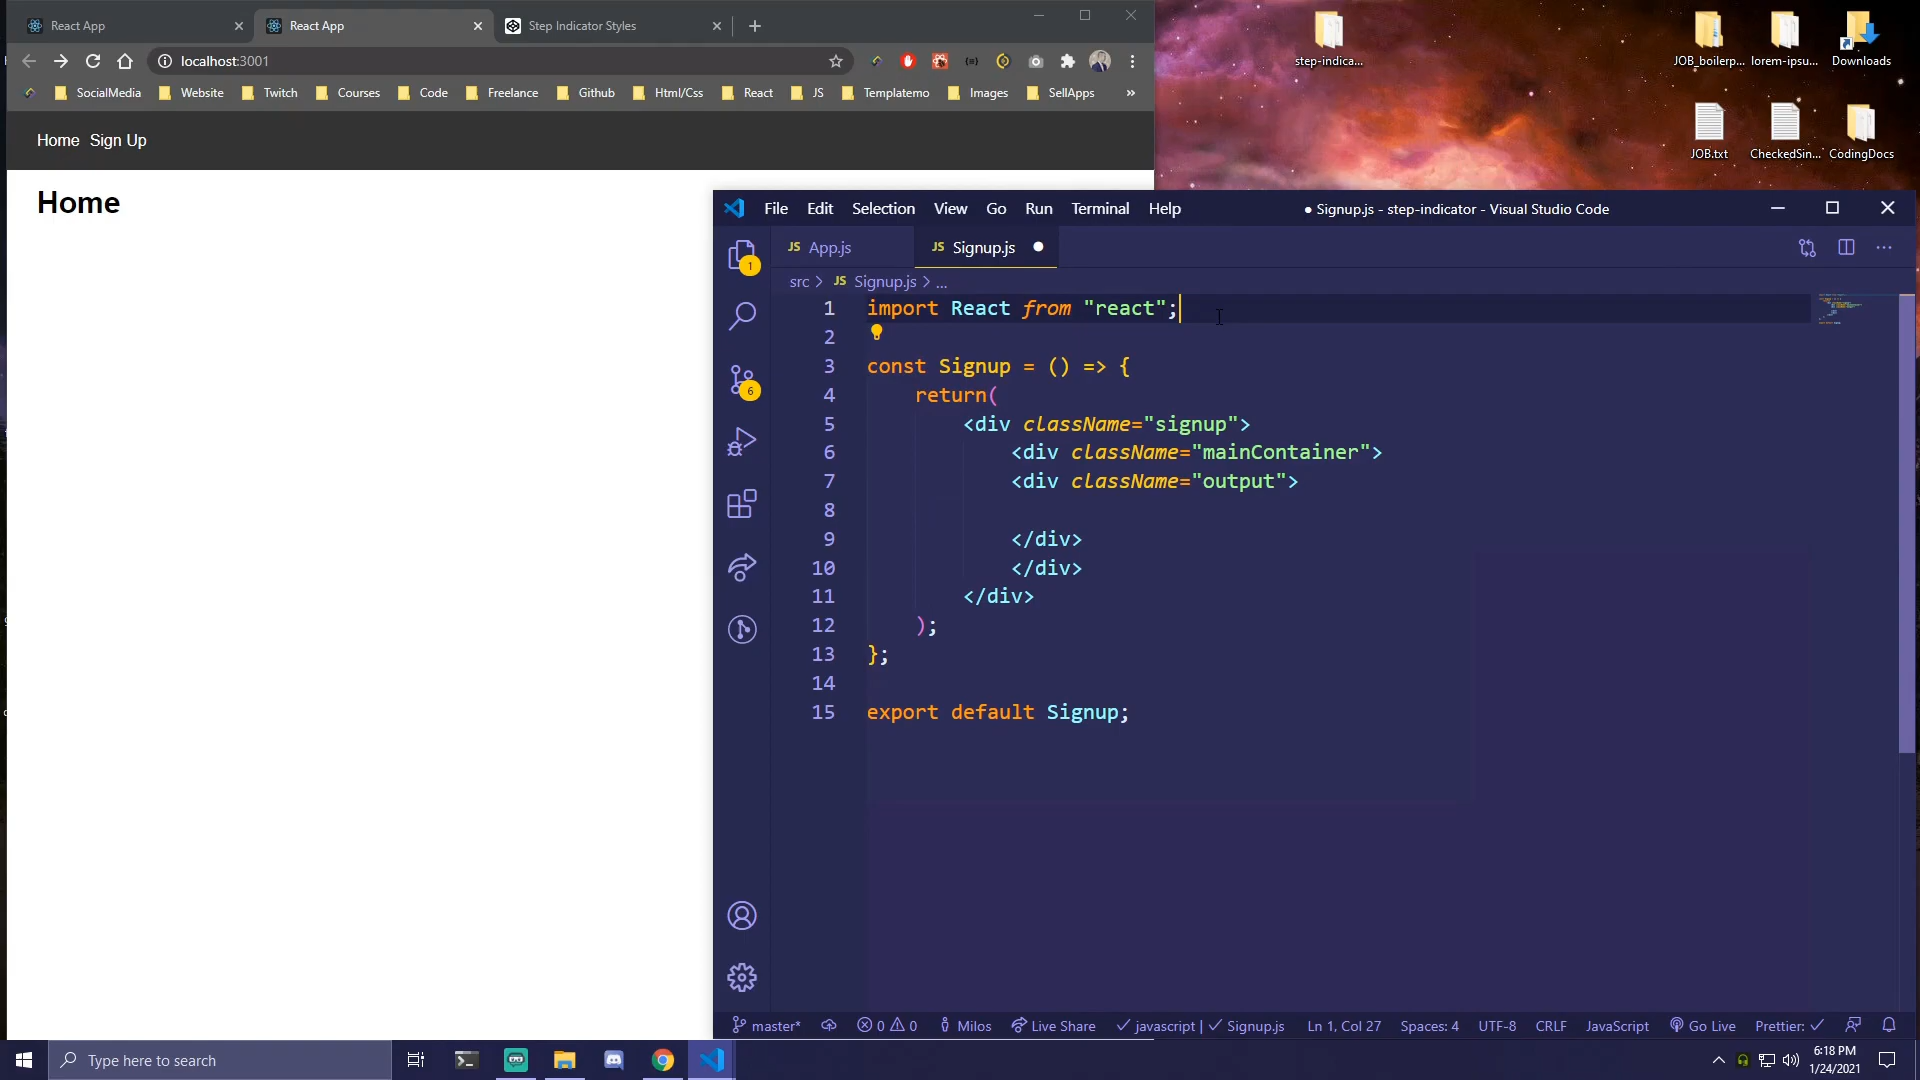 React App
React App
Step Indicator Styles
localhost:3001
SocialMedia Website Twitch Courses Code Freelance Github Html/Css React JS Templatemo Images SellApps »
Home Sign Up
Home
step-indica...
JOB_boilerp...
lorem-ipsu...
Downloads
JOB.txt
CheckedSin...
CodingDocs
File Edit Selection View Go Run Terminal Help
● Signup.js - step-indicator - Visual Studio Code
JS App.js
JS Signup.js ●
src > JS Signup.js > ...
1 import React from "react";
2
3 const Signup = () => {
4 return(
5 <div className="signup">
6 <div className="mainContainer">
7 <div className="output">
8
9 </div>
10 </div>
11 </div>
12 );
13 };
14
15 export default Signup;
1
6
master* 0 0 Milos Live Share javascript | Signup.js Ln 1, Col 27 Spaces: 4 UTF-8 CRLF JavaScript Go Live Prettier:
Type here to search
6:18 PM
1/24/2021